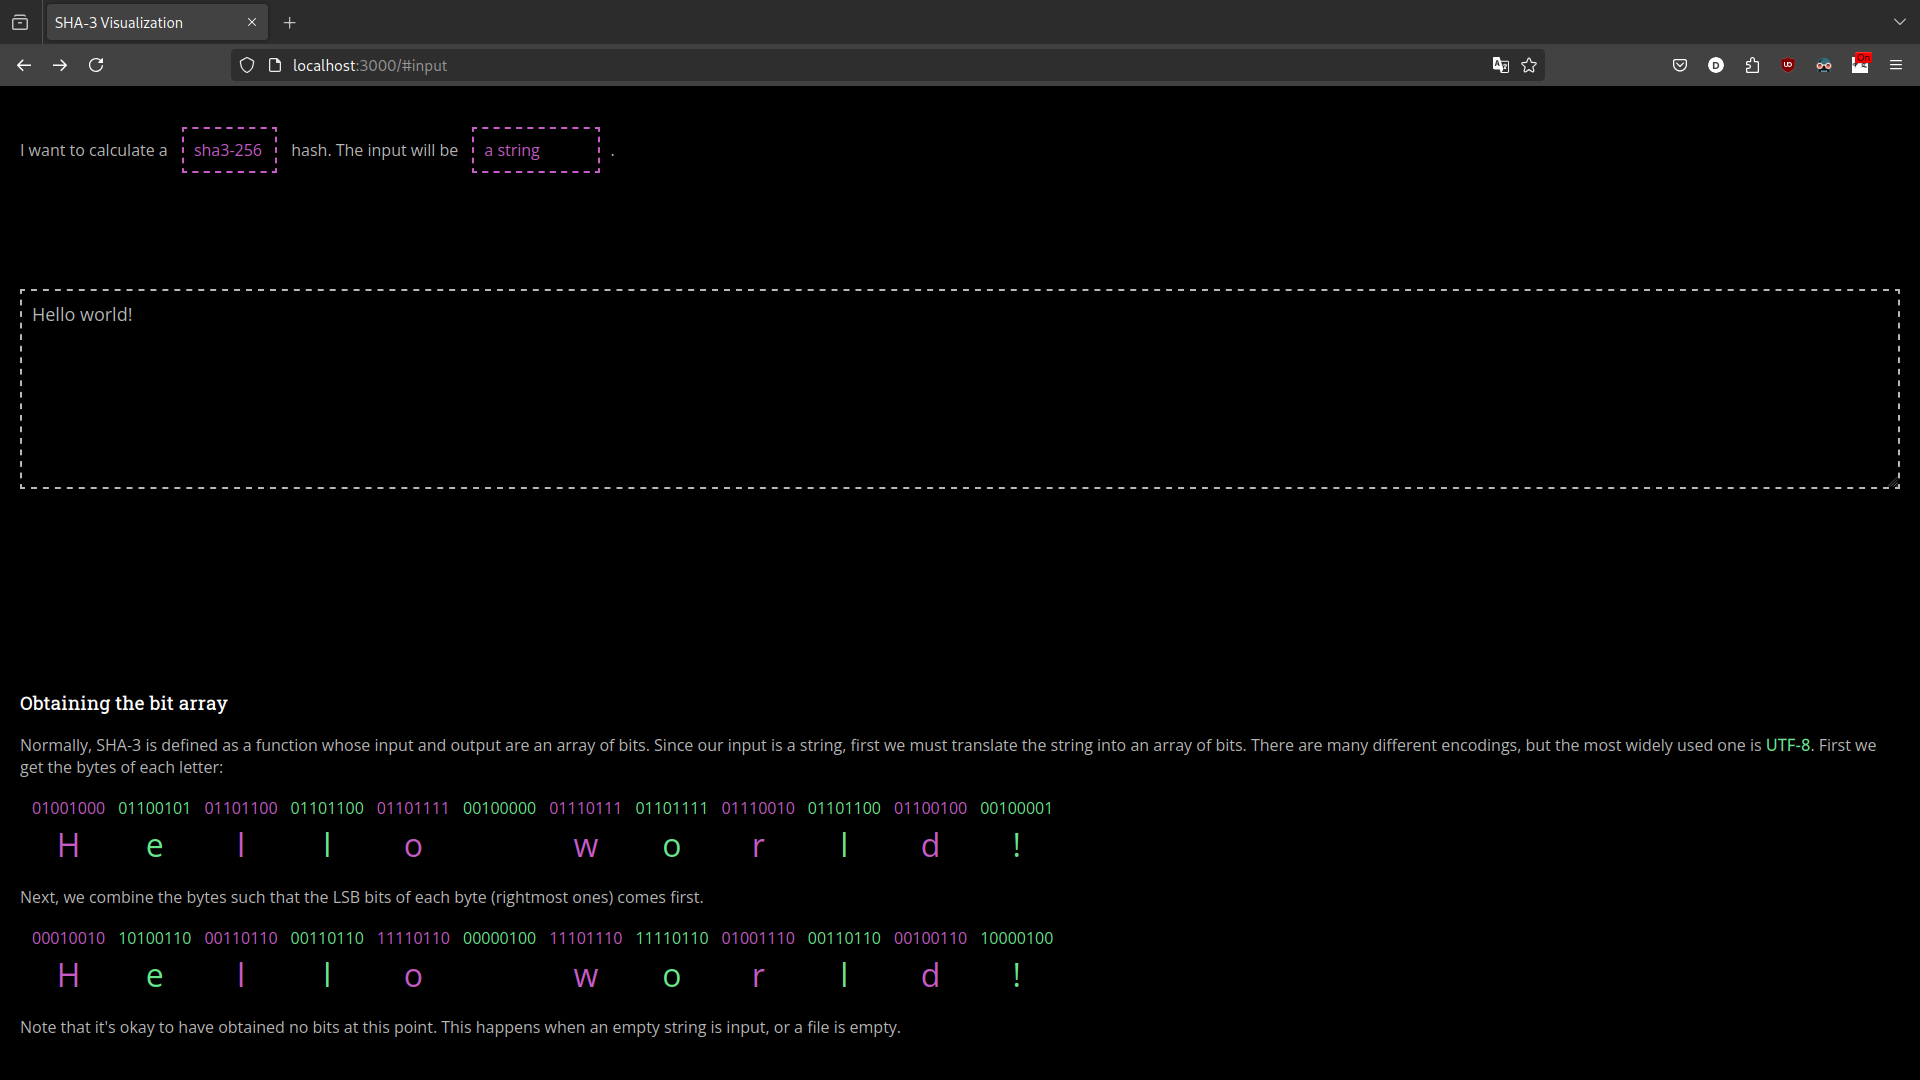 SHA-3 Visualization
localhost:3000/#input
I want to calculate a sha3-256 hash. The input will be a string .
Hello world!
Obtaining the bit array
Normally, SHA-3 is defined as a function whose input and output are an array of bits. Since our input is a string, first we must translate the string into an array of bits. There are many different encodings, but the most widely used one is UTF-8. First we
get the bytes of each letter:
01001000 01100101 01101100 01101100 01101111 00100000 01110111 01101111 01110010 01101100 01100100 00100001
H e l l o w o r l d !
Next, we combine the bytes such that the LSB bits of each byte (rightmost ones) comes first.
00010010 10100110 00110110 00110110 11110110 00000100 11101110 11110110 01001110 00110110 00100110 10000100
H e l l o w o r l d !
Note that it's okay to have obtained no bits at this point. This happens when an empty string is input, or a file is empty.